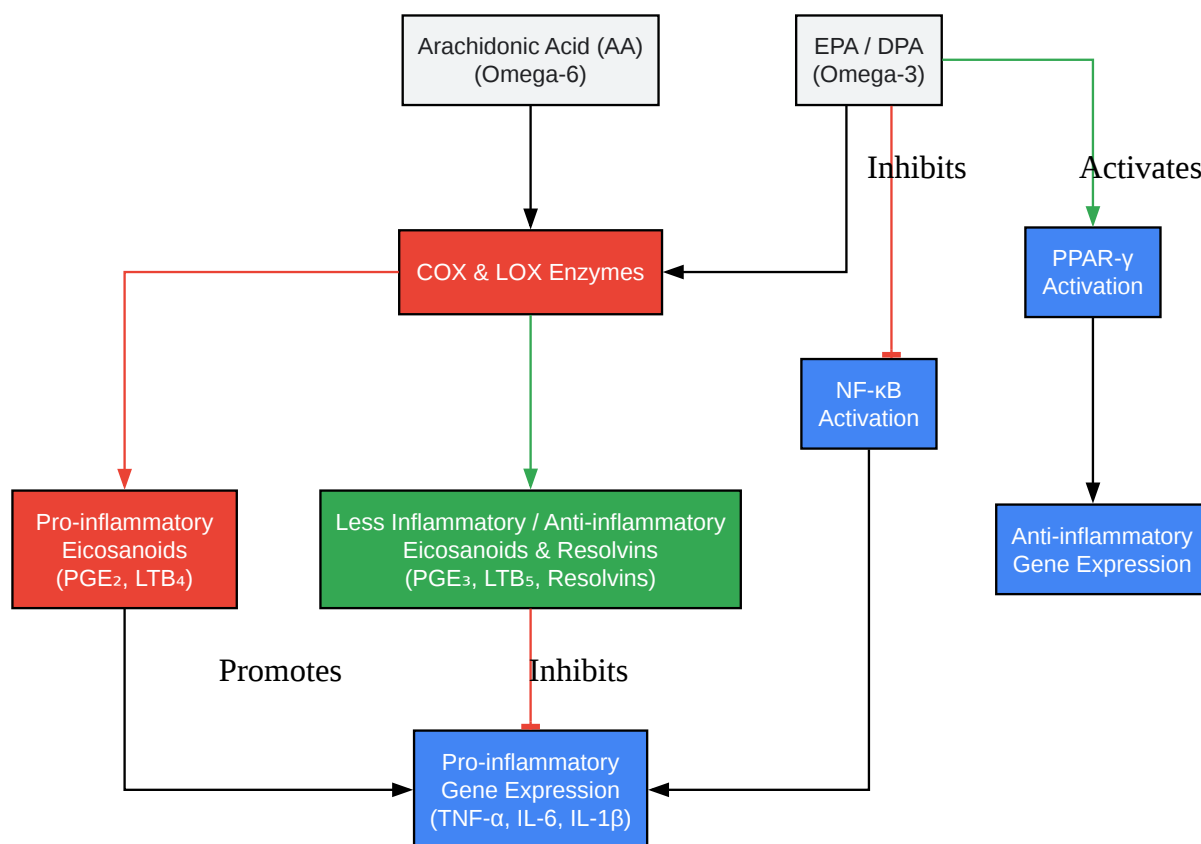 Arachidonic Acid (AA)
(Omega-6)
EPA / DPA
(Omega-3)
Inhibits
Activates
COX & LOX Enzymes
PPAR-γ
Activation
NF-κB
Activation
Pro-inflammatory
Eicosanoids
(PGE₂, LTB₄)
Less Inflammatory / Anti-inflammatory
Eicosanoids & Resolvins
(PGE₃, LTB₅, Resolvins)
Anti-inflammatory
Gene Expression
Promotes
Inhibits
Pro-inflammatory
Gene Expression
(TNF-α, IL-6, IL-1β)